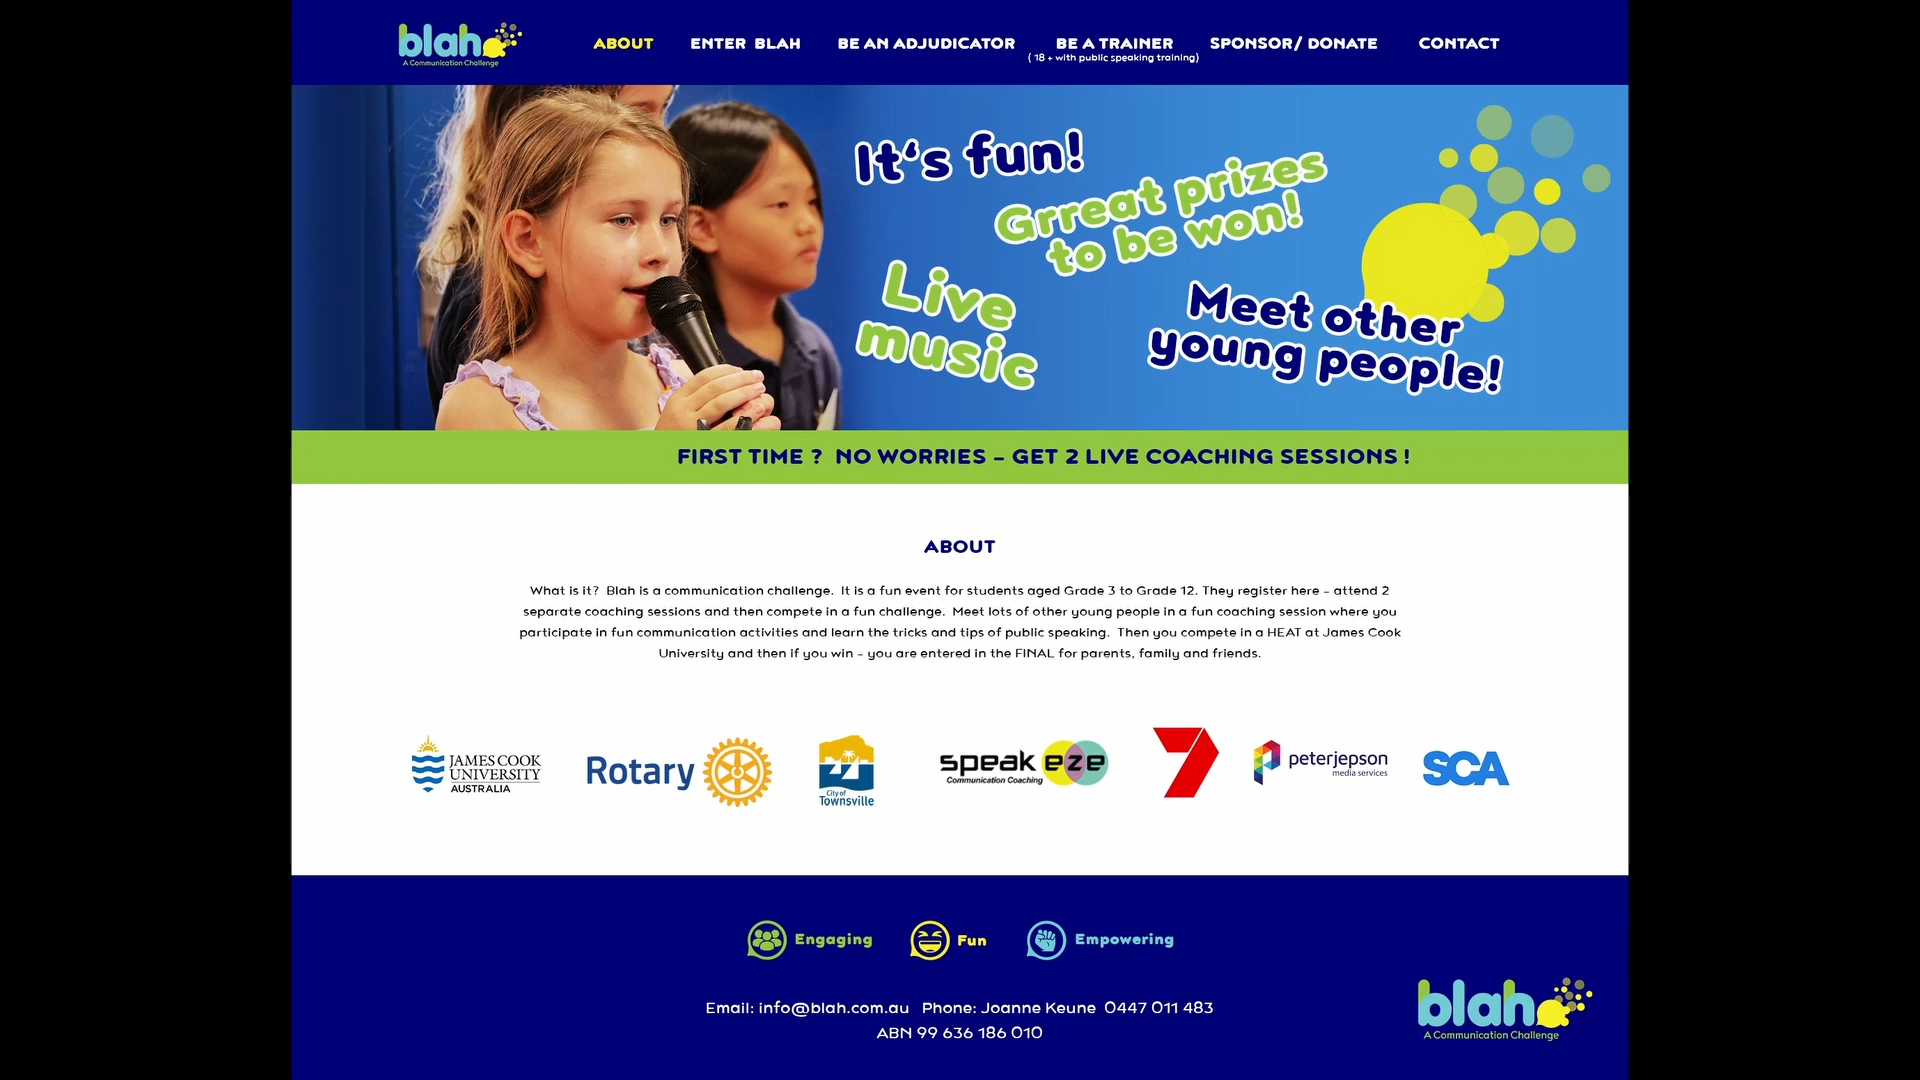 blah
A Communication Challenge
ABOUT
ENTER BLAH
BE AN ADJUDICATOR
BE A TRAINER
( 18 + with public speaking training)
SPONSOR/ DONATE
CONTACT
It‘s fun!
Grreat prizes
to be won!
Live
music
Meet other
young people!
FIRST TIME ? NO WORRIES – GET 2 LIVE COACHING SESSIONS !
ABOUT
What is it? Blah is a communication challenge. It is a fun event for students aged Grade 3 to Grade 12. They register here – attend 2
separate coaching sessions and then compete in a fun challenge. Meet lots of other young people in a fun coaching session where you
participate in fun communication activities and learn the tricks and tips of public speaking. Then you compete in a HEAT at James Cook
University and then if you win – you are entered in the FINAL for parents, family and friends.
JAMES COOK
UNIVERSITY
AUSTRALIA
Rotary
City of
Townsville
speak eze
Communication Coaching
7
peterjepson
media services
SCA
Engaging
Fun
Empowering
Email: info@blah.com.au Phone: Joanne Keune 0447 011 483
ABN 99 636 186 010
blah
A Communication Challenge